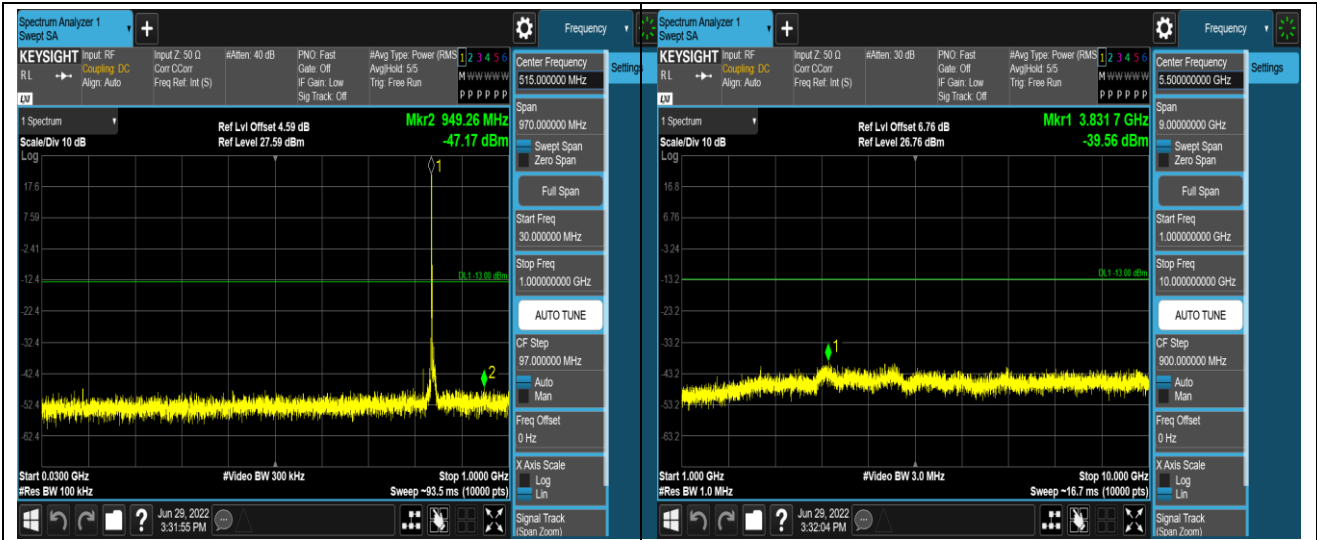 Spectrum Analyzer 1
Swept SA
+
Frequency
KEYSIGHT
RL
LXI
Input: RF
Coupling: DC
Align: Auto
Input Z: 50 Ω
Corr CCorr
Freq Ref: Int (S)
#Atten: 40 dB
PNO: Fast
Gate: Off
IF Gain: Low
Sig Track: Off
#Avg Type: Power (RMS
Avg|Hold: 5/5
Trig: Free Run
1 2 3 4 5 6
M W W W W W
P P P P P P
Center Frequency
515.000000 MHz
Settings
1 Spectrum
Scale/Div 10 dB
Log
Ref Lvl Offset 4.59 dB
Ref Level 27.59 dBm
Mkr2 949.26 MHz
-47.17 dBm
Span
970.000000 MHz
Swept Span
Zero Span
Full Span
Start Freq
30.000000 MHz
Stop Freq
1.000000000 GHz
AUTO TUNE
CF Step
97.000000 MHz
Auto
Man
Freq Offset
0 Hz
X Axis Scale
Log
Lin
Signal Track
(Span Zoom)
1
17.6
7.59
-2.41
DL1 -13.00 dBm
-12.4
-22.4
-32.4
-42.4
2
-52.4
-62.4
Start 0.0300 GHz
#Res BW 100 kHz
#Video BW 300 kHz
Stop 1.0000 GHz
Sweep ~93.5 ms (10000 pts)
?
Jun 29, 2022
3:31:55 PM
Spectrum Analyzer 1
Swept SA
+
Frequency
KEYSIGHT
RL
LXI
Input: RF
Coupling: DC
Align: Auto
Input Z: 50 Ω
Corr CCorr
Freq Ref: Int (S)
#Atten: 30 dB
PNO: Fast
Gate: Off
IF Gain: Low
Sig Track: Off
#Avg Type: Power (RMS
Avg|Hold: 5/5
Trig: Free Run
1 2 3 4 5 6
M W W W W W
P P P P P P
Center Frequency
5.500000000 GHz
Settings
1 Spectrum
Scale/Div 10 dB
Log
Ref Lvl Offset 6.76 dB
Ref Level 26.76 dBm
Mkr1 3.831 7 GHz
-39.56 dBm
Span
9.00000000 GHz
Swept Span
Zero Span
Full Span
Start Freq
1.000000000 GHz
Stop Freq
10.000000000 GHz
AUTO TUNE
CF Step
900.000000 MHz
Auto
Man
Freq Offset
0 Hz
X Axis Scale
Log
Lin
Signal Track
(Span Zoom)
16.8
6.76
-3.24
DL1 -13.00 dBm
-13.2
-23.2
-33.2
1
-43.2
-53.2
-63.2
Start 1.000 GHz
#Res BW 1.0 MHz
#Video BW 3.0 MHz
Stop 10.000 GHz
Sweep ~16.7 ms (10000 pts)
?
Jun 29, 2022
3:32:04 PM